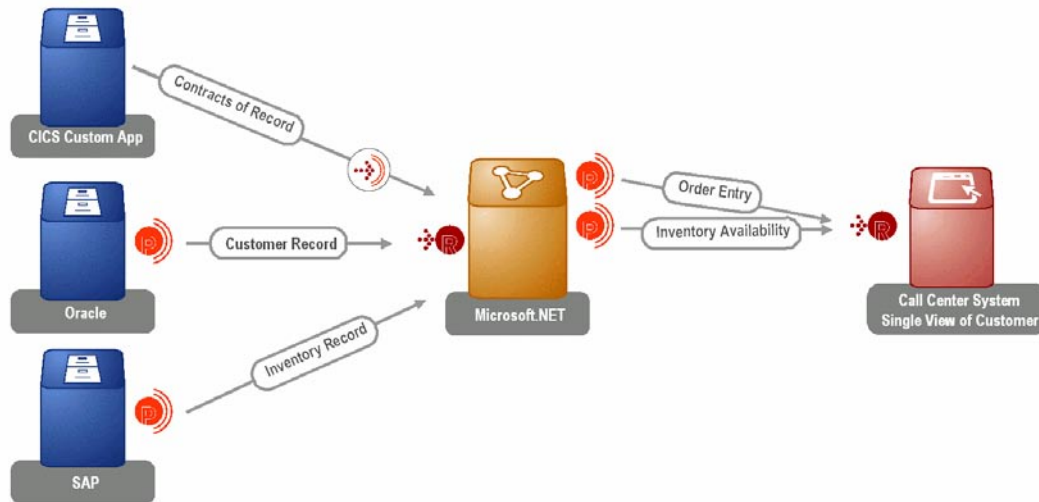 CICS Custom App
Contracts of Record
P
Oracle
Customer Record
R
Microsoft.NET
P
Order Entry
P
Inventory Availability
R
Call Center System
Single View of Customer
P
SAP
Inventory Record